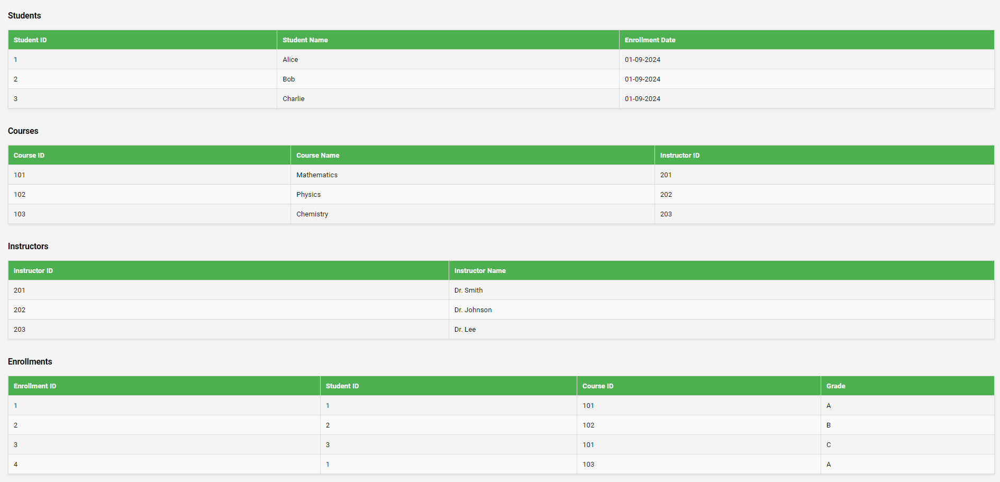 Students
Student ID Student Name Enrollment Date
1 Alice 01-09-2024
2 Bob 01-09-2024
3 Charlie 01-09-2024
Courses
Course ID Course Name Instructor ID
101 Mathematics 201
102 Physics 202
103 Chemistry 203
Instructors
Instructor ID Instructor Name
201 Dr. Smith
202 Dr. Johnson
203 Dr. Lee
Enrollments
Enrollment ID Student ID Course ID Grade
1 1 101 A
2 2 102 B
3 3 101 C
4 1 103 A